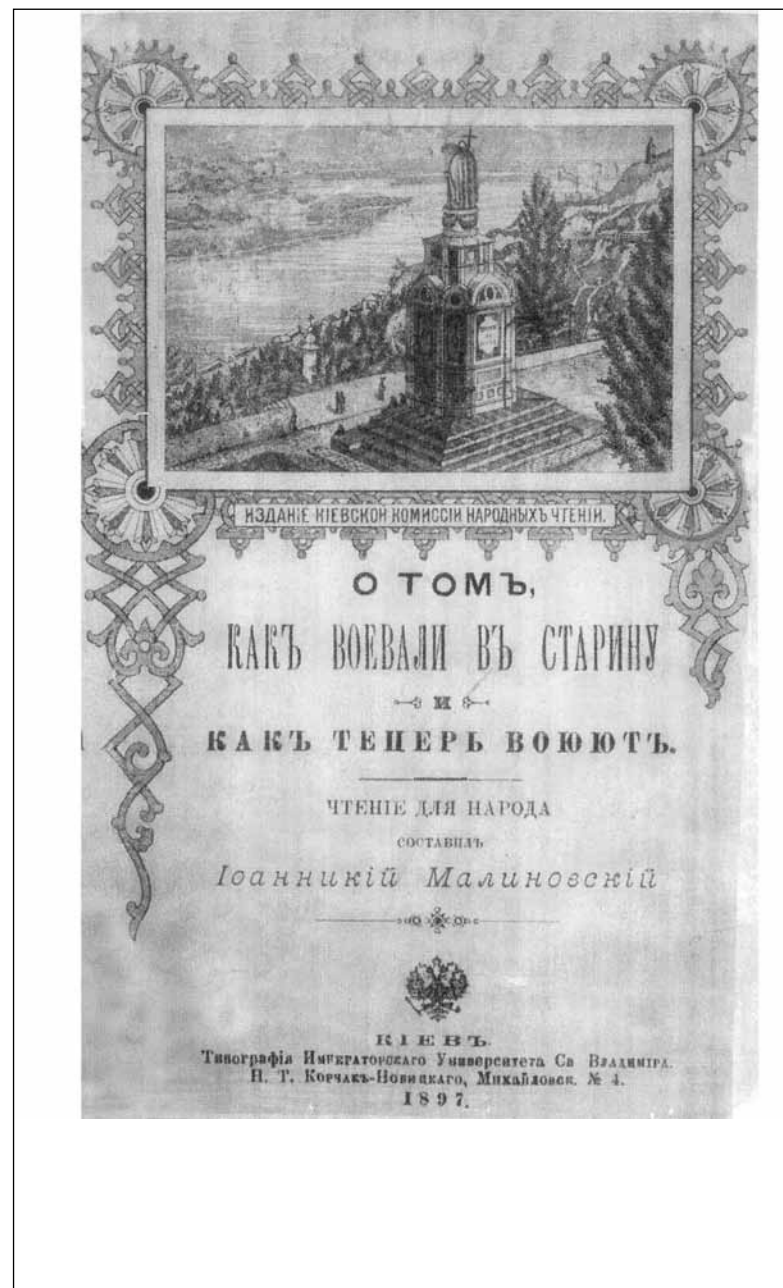 ИЗДАНІЕ КІЕВСКОЙ КОМИССІИ НАРОДНЫХЪ ЧТЕНІЙ.
О ТОМЪ,
КАКЪ ВОЕВАЛИ ВЪ СТАРИНУ
И
КАКЪ ТЕПЕРЬ ВОЮЮТЪ.
ЧТЕНІЕ ДЛЯ НАРОДА
СОСТАВИЛЪ
Іоанникій Малиновскій
КІЕВЪ.
Типографія Императорскаго Университета Св Владиміра.
Н. Т. Корчакъ-Новицкаго, Михайловск. № 4.
1897.